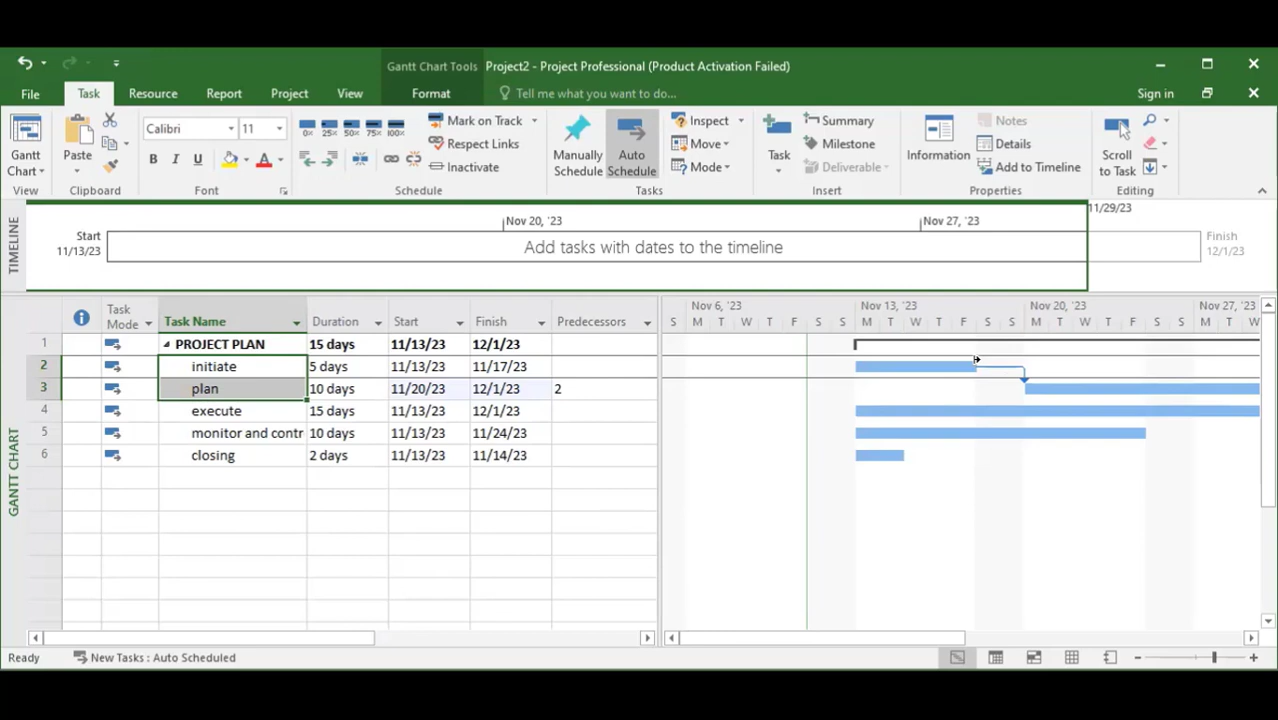 Gantt Chart Tools Project2 - Project Professional (Product Activation Failed)
File Task Resource Report Project View Format Tell me what you want to do... Sign in
Gantt Chart
View
Paste
Clipboard
Calibri 11
B I U A
Font
0% 25% 50% 75% 100%
Mark on Track
Respect Links
Inactivate
Schedule
Manually Schedule
Auto Schedule
Inspect
Move
Mode
Tasks
Task
Summary
Milestone
Deliverable
Insert
Information
Notes
Details
Add to Timeline
Properties
Scroll to Task
Editing
TIMELINE
Nov 20, '23 Nov 27, '23 11/29/23
Start
11/13/23
Add tasks with dates to the timeline
Finish
12/1/23
GANTT CHART
Task Mode Task Name Duration Start Finish Predecessors
1 PROJECT PLAN 15 days 11/13/23 12/1/23
2 initiate 5 days 11/13/23 11/17/23
3 plan 10 days 11/20/23 12/1/23 2
4 execute 15 days 11/13/23 12/1/23
5 monitor and contr 10 days 11/13/23 11/24/23
6 closing 2 days 11/13/23 11/14/23
Nov 6, '23 Nov 13, '23 Nov 20, '23 Nov 27, '23
S M T W T F S S M T W T F S S M T W T F S S M T W
Ready New Tasks : Auto Scheduled